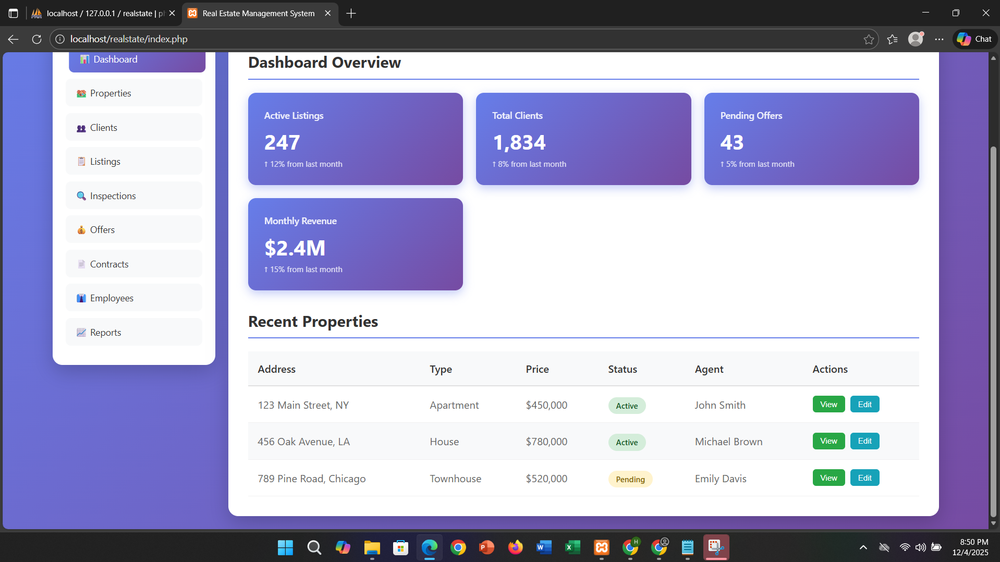 localhost / 127.0.0.1 / realstate | ph
Real Estate Management System
localhost/realstate/index.php
Chat
Dashboard
Properties
Clients
Listings
Inspections
Offers
Contracts
Employees
Reports
Dashboard Overview
Active Listings
247
↑ 12% from last month
Total Clients
1,834
↑ 8% from last month
Pending Offers
43
↑ 5% from last month
Monthly Revenue
$2.4M
↑ 15% from last month
Recent Properties
Address Type Price Status Agent Actions
123 Main Street, NY Apartment $450,000 Active John Smith View Edit
456 Oak Avenue, LA House $780,000 Active Michael Brown View Edit
789 Pine Road, Chicago Townhouse $520,000 Pending Emily Davis View Edit
8:50 PM
12/4/2025